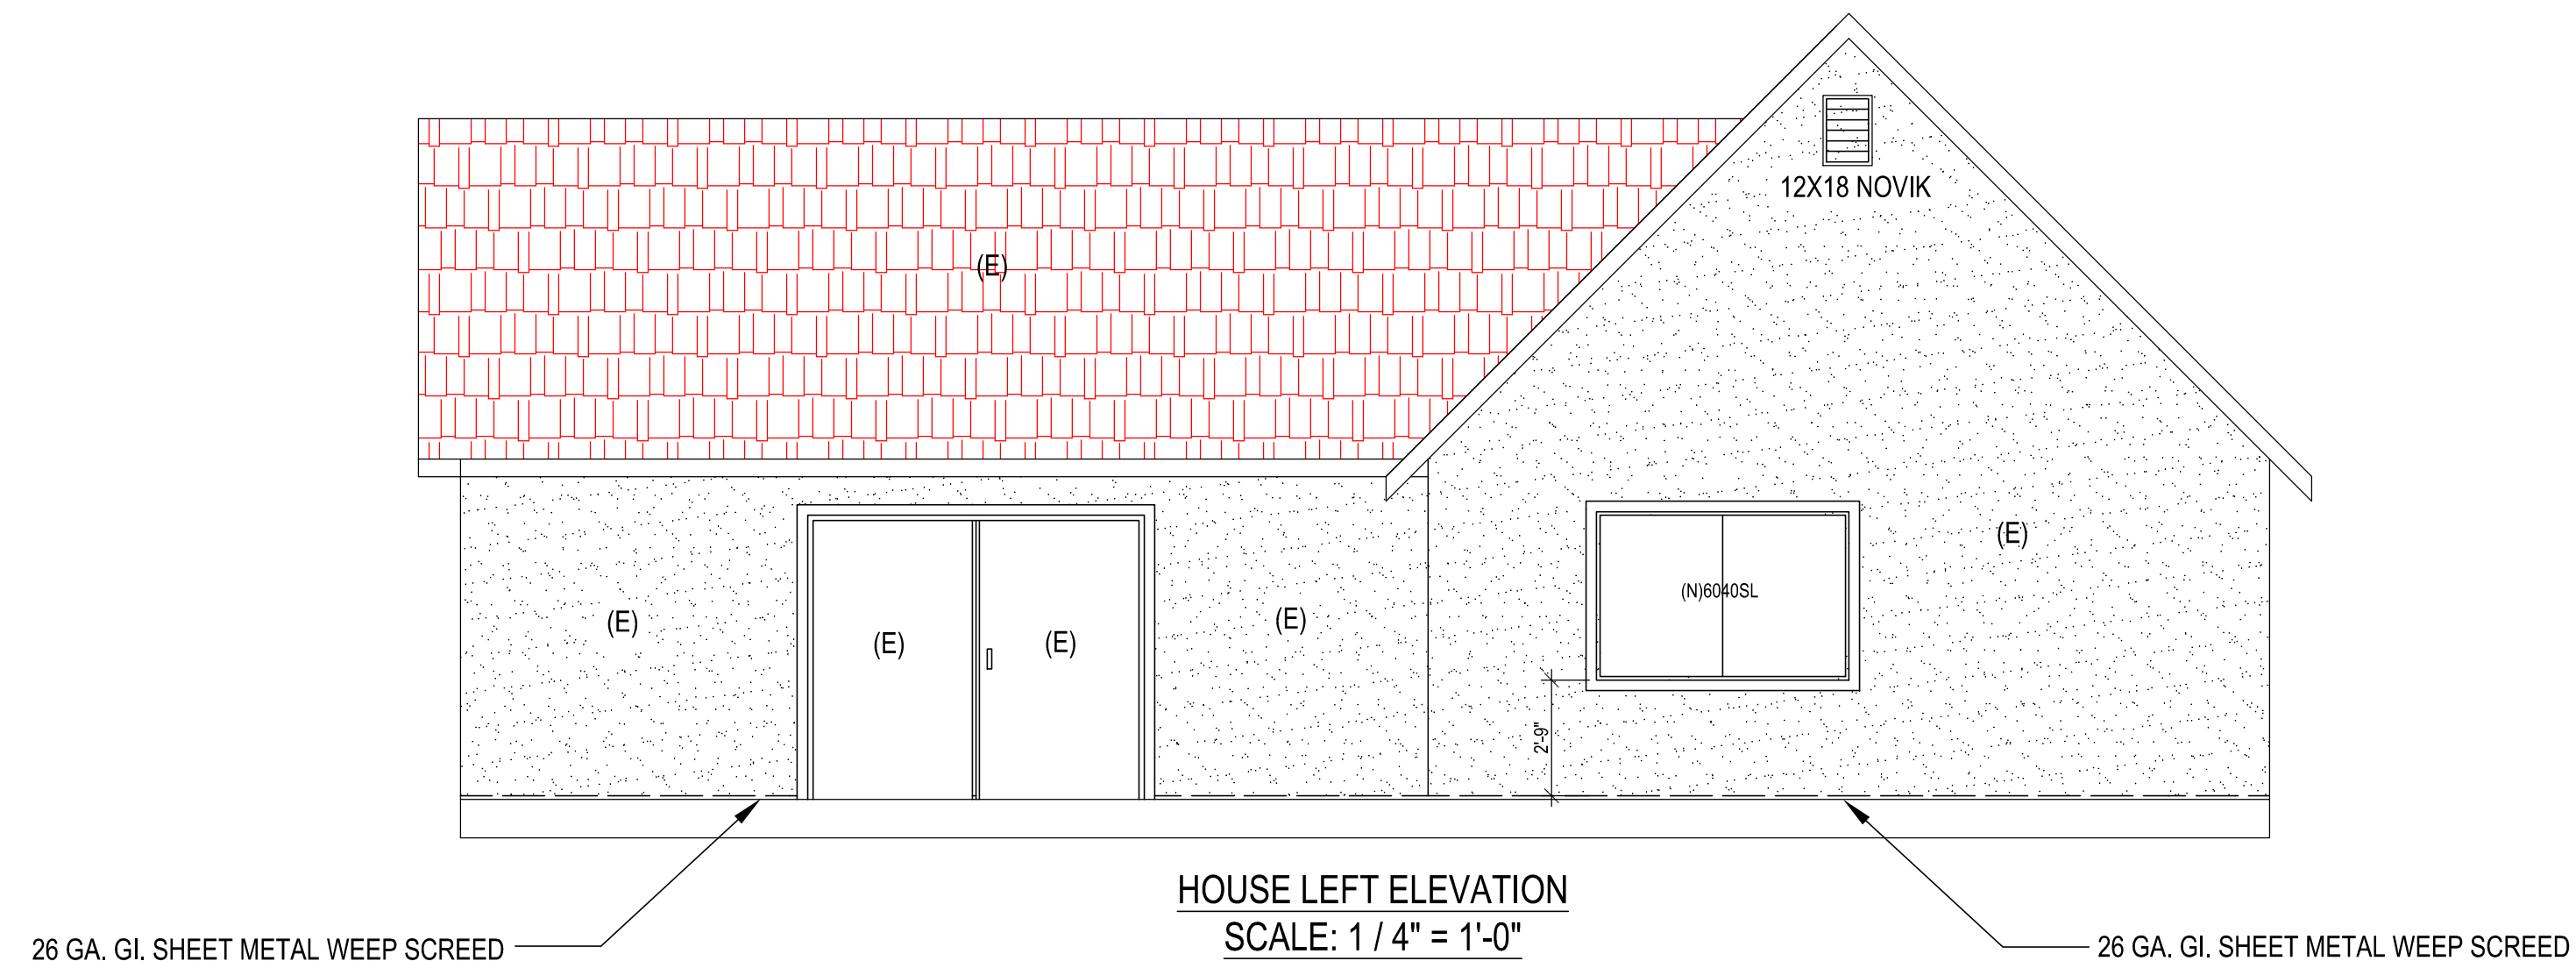 12X18 NOVIK
(E)
(E)
(N)6040SL
(E)
(E)
(E)
(E)
2'-9"
HOUSE LEFT ELEVATION
SCALE: 1 / 4" = 1'-0"
26 GA. GI. SHEET METAL WEEP SCREED
26 GA. GI. SHEET METAL WEEP SCREED